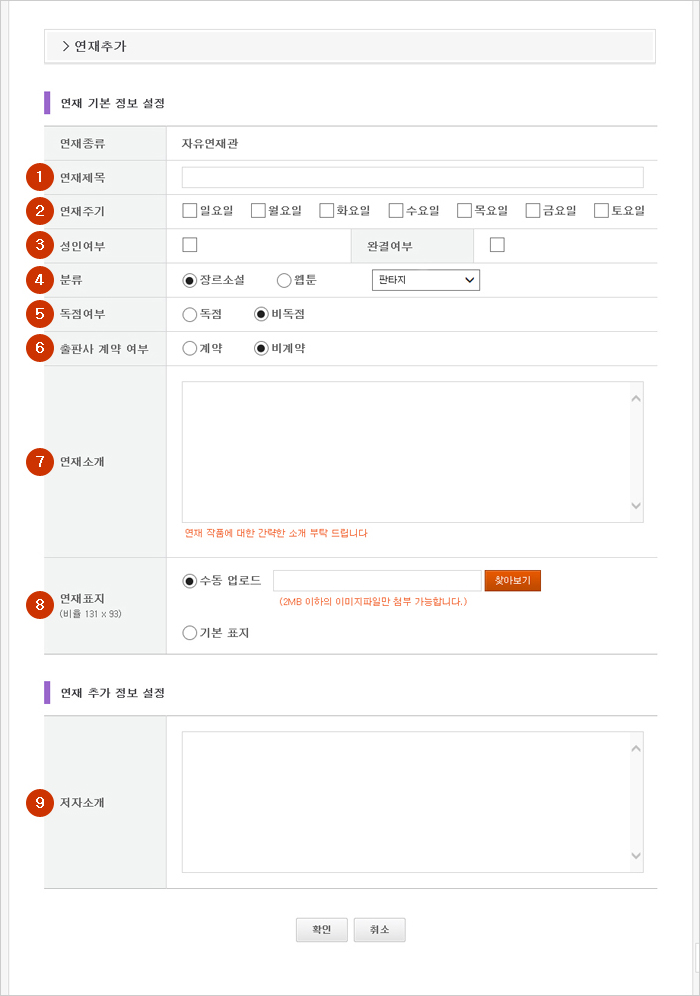 > 연재추가
연재 기본 정보 설정
연재종류 자유연재관
1 연재제목
2 연재주기 일요일 월요일 화요일 수요일 목요일 금요일 토요일
3 성인여부 완결여부
4 분류 장르소설 웹툰 판타지
5 독점여부 독점 비독점
6 출판사 계약 여부 계약 비계약
7 연재소개
연재 작품에 대한 간략한 소개 부탁 드립니다
8 연재표지 수동 업로드 찾아보기
(비율 131 x 93) (2MB 이하의 이미지파일만 첨부 가능합니다.)
기본 표지
연재 추가 정보 설정
9 저자소개
확인 취소